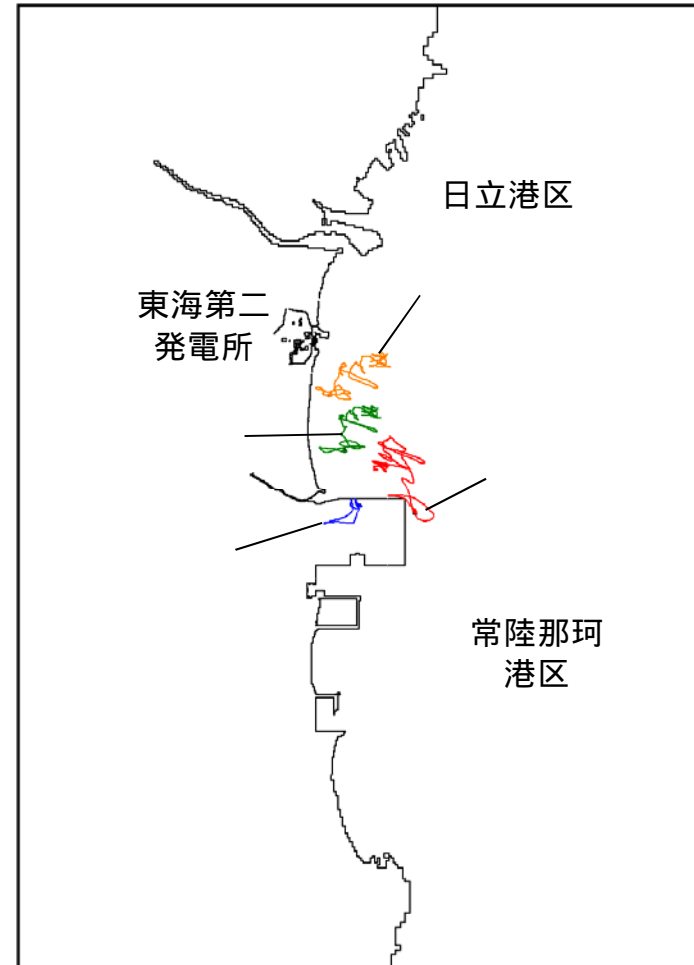 日立港区
東海第二
発電所
常陸那珂
港区